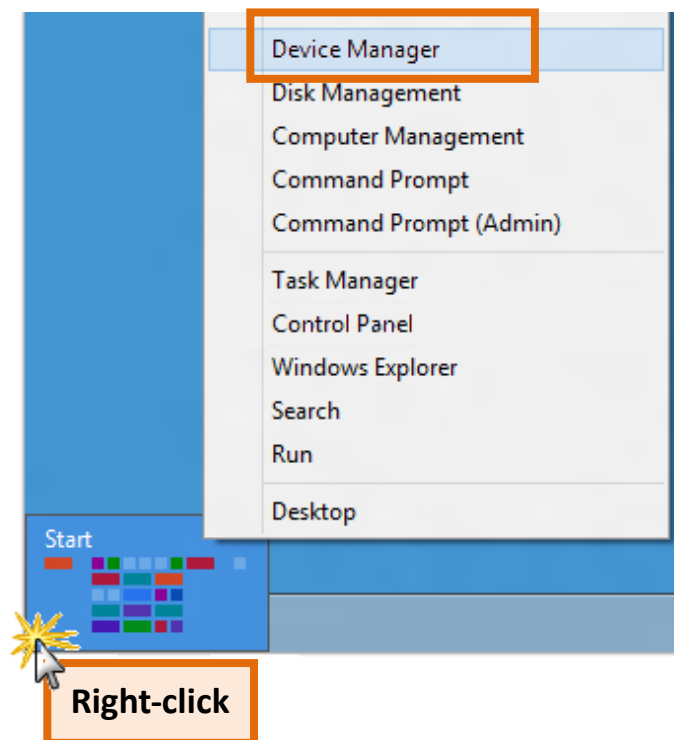 Device Manager
Disk Management
Computer Management
Command Prompt
Command Prompt (Admin)
Task Manager
Control Panel
Windows Explorer
Search
Run
Desktop
Start
Right-click